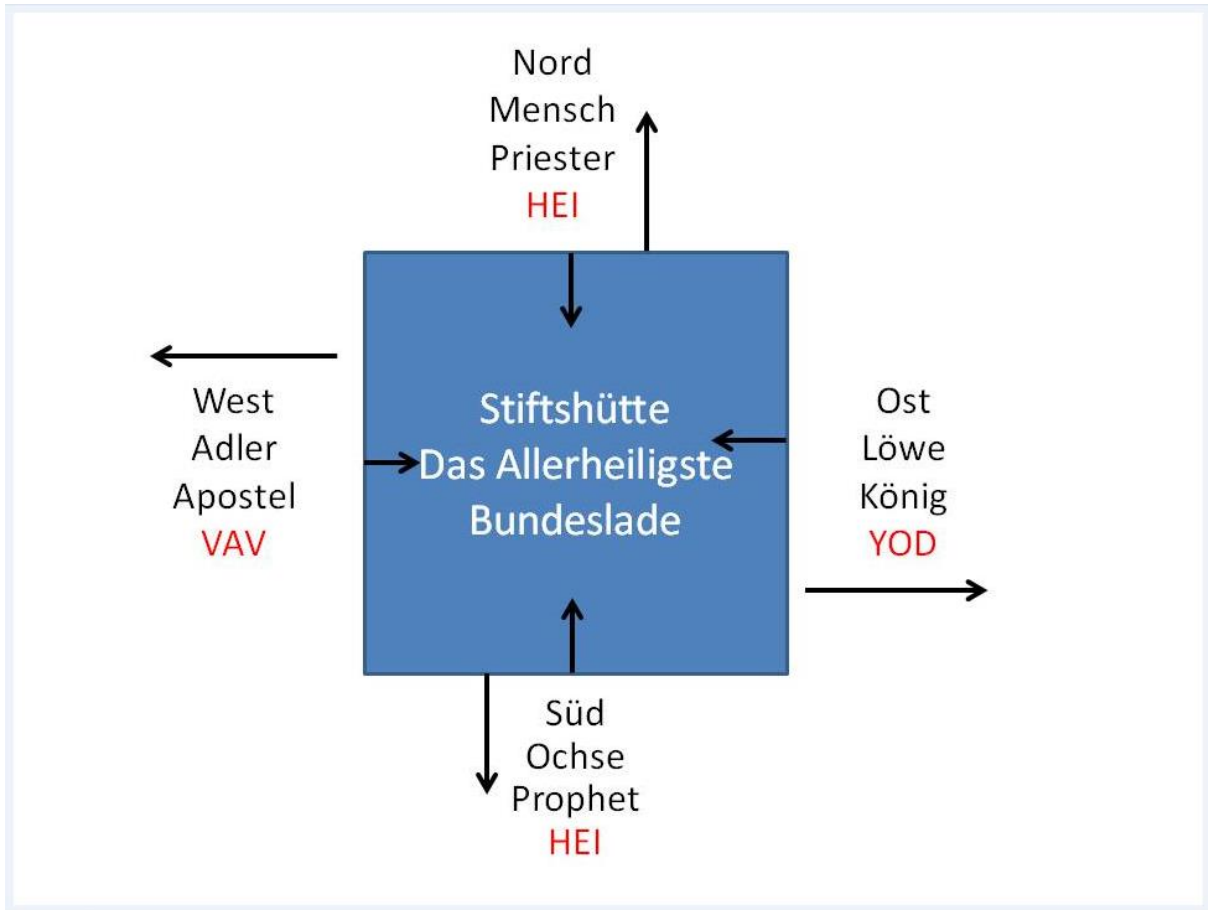 Nord
Mensch
Priester
HEI
West
Adler
Apostel
VAV
Stiftshütte
Das Allerheiligste
Bundeslade
Ost
Löwe
König
YOD
Süd
Ochse
Prophet
HEI